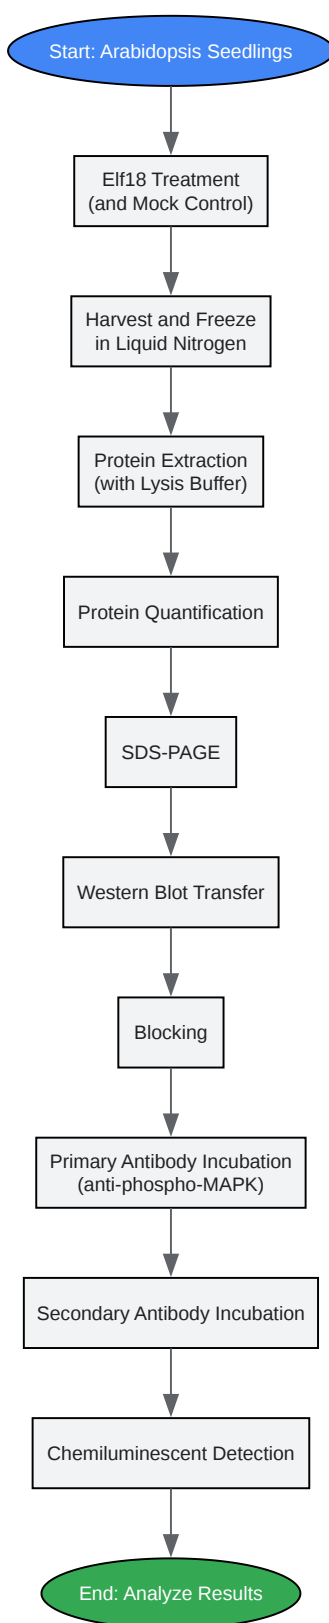 Start: Arabidopsis Seedlings
Elf18 Treatment
(and Mock Control)
Harvest and Freeze
in Liquid Nitrogen
Protein Extraction
(with Lysis Buffer)
Protein Quantification
SDS-PAGE
Western Blot Transfer
Blocking
Primary Antibody Incubation
(anti-phospho-MAPK)
Secondary Antibody Incubation
Chemiluminescent Detection
End: Analyze Results